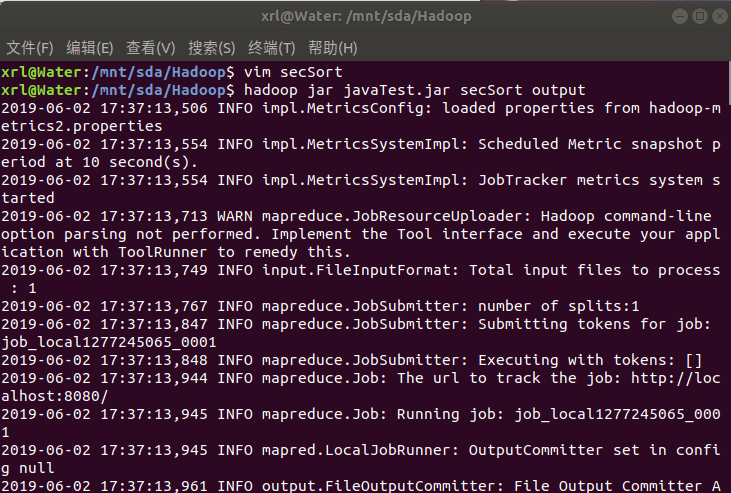 xrl@Water: /mnt/sda/Hadoop
文件(F) 编辑(E) 查看(V) 搜索(S) 终端(T) 帮助(H)
xrl@Water:/mnt/sda/Hadoop$ vim secSort
xrl@Water:/mnt/sda/Hadoop$ hadoop jar javaTest.jar secSort output
2019-06-02 17:37:13,506 INFO impl.MetricsConfig: loaded properties from hadoop-m
etrics2.properties
2019-06-02 17:37:13,554 INFO impl.MetricsSystemImpl: Scheduled Metric snapshot p
eriod at 10 second(s).
2019-06-02 17:37:13,554 INFO impl.MetricsSystemImpl: JobTracker metrics system s
tarted
2019-06-02 17:37:13,713 WARN mapreduce.JobResourceUploader: Hadoop command-line
option parsing not performed. Implement the Tool interface and execute your appl
ication with ToolRunner to remedy this.
2019-06-02 17:37:13,749 INFO input.FileInputFormat: Total input files to process
 : 1
2019-06-02 17:37:13,767 INFO mapreduce.JobSubmitter: number of splits:1
2019-06-02 17:37:13,847 INFO mapreduce.JobSubmitter: Submitting tokens for job:
job_local1277245065_0001
2019-06-02 17:37:13,848 INFO mapreduce.JobSubmitter: Executing with tokens: []
2019-06-02 17:37:13,944 INFO mapreduce.Job: The url to track the job: http://loc
alhost:8080/
2019-06-02 17:37:13,945 INFO mapreduce.Job: Running job: job_local1277245065_000
1
2019-06-02 17:37:13,945 INFO mapred.LocalJobRunner: OutputCommitter set in confi
g null
2019-06-02 17:37:13,961 INFO output.FileOutputCommitter: File Output Committer A